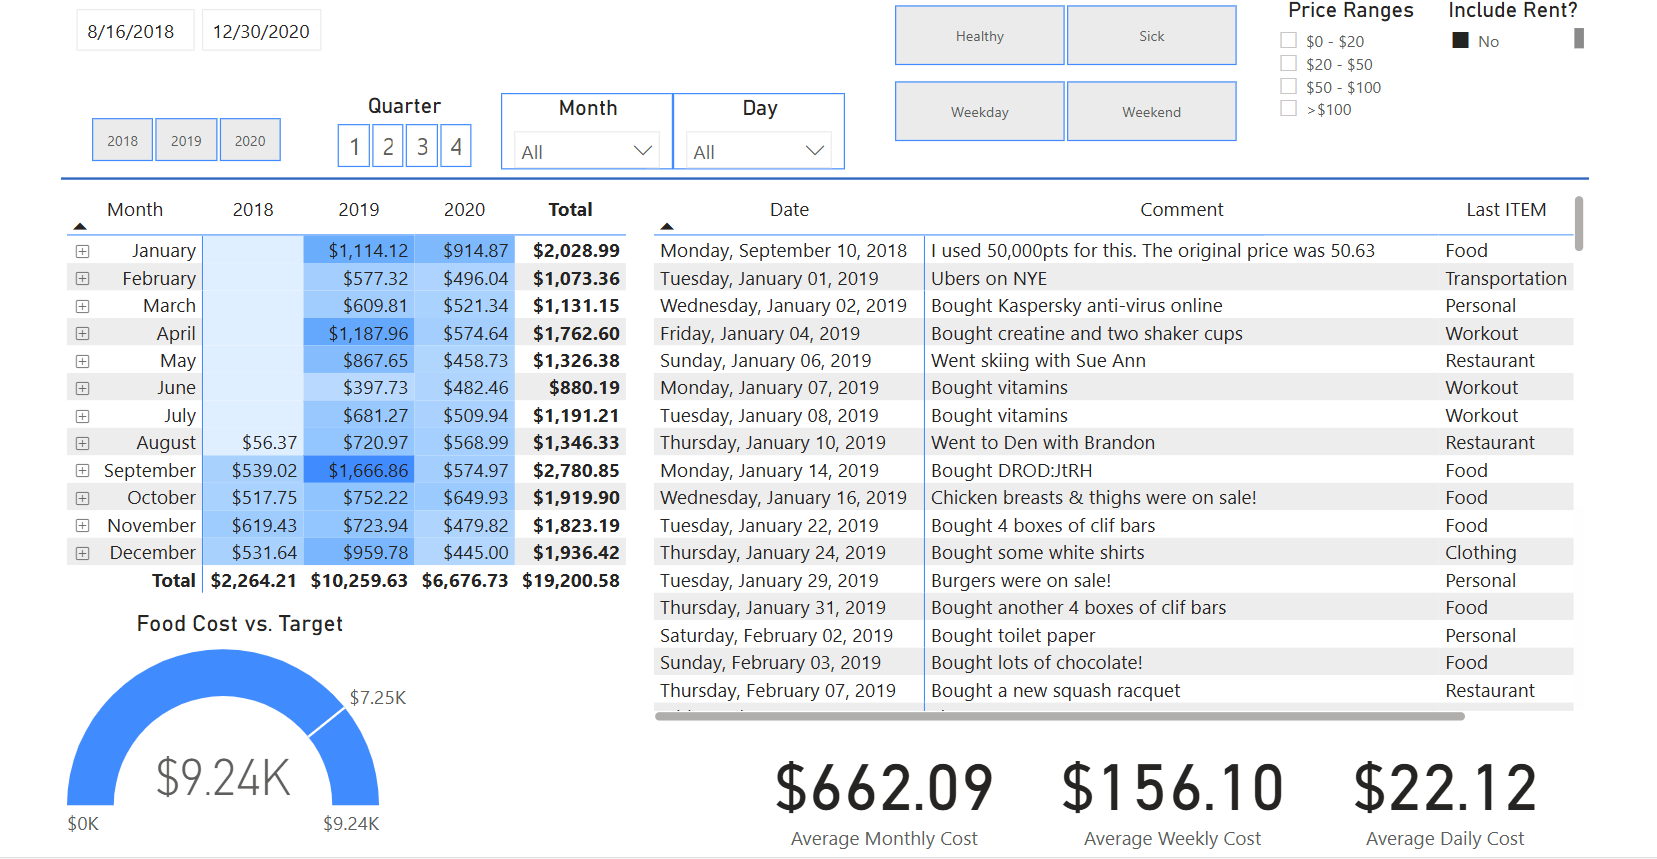 8/16/2018 12/30/2020
Healthy Sick
Weekday Weekend
Price Ranges
$0 - $20
$20 - $50
$50 - $100
>$100
Include Rent?
No
2018 2019 2020
Quarter
1 2 3 4
Month
All
Day
All
Month 2018 2019 2020 Total
January $1,114.12 $914.87 $2,028.99
February $577.32 $496.04 $1,073.36
March $609.81 $521.34 $1,131.15
April $1,187.96 $574.64 $1,762.60
May $867.65 $458.73 $1,326.38
June $397.73 $482.46 $880.19
July $681.27 $509.94 $1,191.21
August $56.37 $720.97 $568.99 $1,346.33
September $539.02 $1,666.86 $574.97 $2,780.85
October $517.75 $752.22 $649.93 $1,919.90
November $619.43 $723.94 $479.82 $1,823.19
December $531.64 $959.78 $445.00 $1,936.42
Total $2,264.21 $10,259.63 $6,676.73 $19,200.58
Date Comment Last ITEM
Monday, September 10, 2018 I used 50,000pts for this. The original price was 50.63 Food
Tuesday, January 01, 2019 Ubers on NYE Transportation
Wednesday, January 02, 2019 Bought Kaspersky anti-virus online Personal
Friday, January 04, 2019 Bought creatine and two shaker cups Workout
Sunday, January 06, 2019 Went skiing with Sue Ann Restaurant
Monday, January 07, 2019 Bought vitamins Workout
Tuesday, January 08, 2019 Bought vitamins Workout
Thursday, January 10, 2019 Went to Den with Brandon Restaurant
Monday, January 14, 2019 Bought DROD:JtRH Food
Wednesday, January 16, 2019 Chicken breasts & thighs were on sale! Food
Tuesday, January 22, 2019 Bought 4 boxes of clif bars Food
Thursday, January 24, 2019 Bought some white shirts Clothing
Tuesday, January 29, 2019 Burgers were on sale! Personal
Thursday, January 31, 2019 Bought another 4 boxes of clif bars Food
Saturday, February 02, 2019 Bought toilet paper Personal
Sunday, February 03, 2019 Bought lots of chocolate! Food
Thursday, February 07, 2019 Bought a new squash racquet Restaurant
Food Cost vs. Target
$7.25K
$9.24K
$0K $9.24K
$662.09
Average Monthly Cost
$156.10
Average Weekly Cost
$22.12
Average Daily Cost